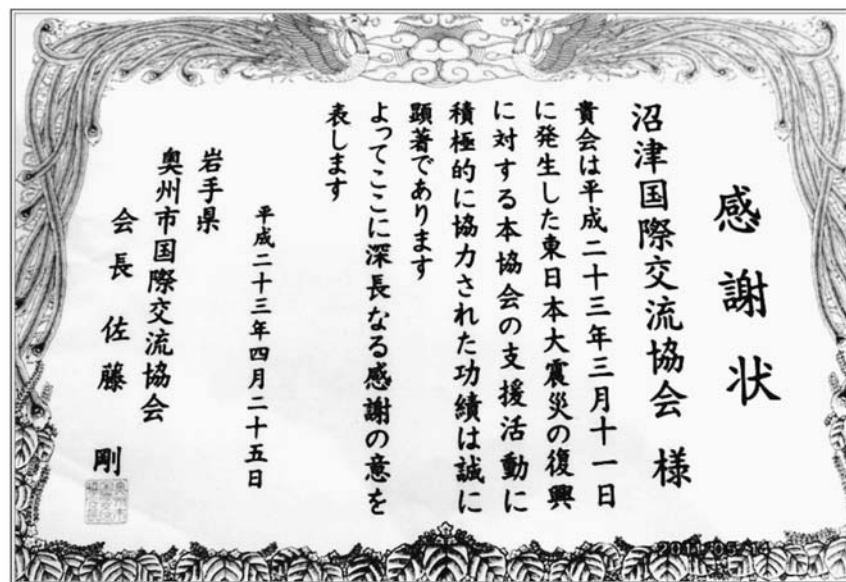 感謝状
沼津国際交流協会 様
貴会は平成二十三年三月十一日
に発生した東日本大震災の復興
に対する本協会の支援活動に
積極的に協力された功績は誠に
顕著であります
よってここに深長なる感謝の意を
表します
平成二十三年四月二十五日
岩手県
奥州市国際交流協会
会長 佐藤 剛
2011/05/14